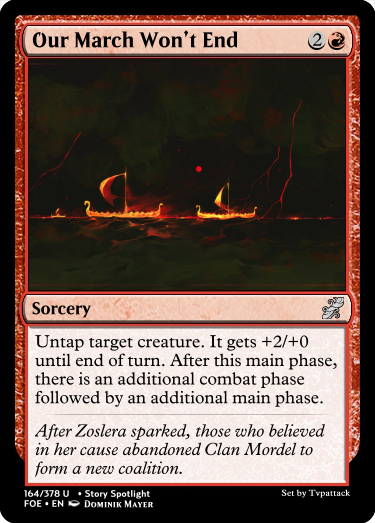 Our March Won't End 2
Sorcery
Untap target creature. It gets +2/+0
until end of turn. After this main phase,
there is an additional combat phase
followed by an additional main phase.
After Zoslera sparked, those who believed
in her cause abandoned Clan Mordel to
form a new coalition.
164/378 U • Story Spotlight
Set by Tvpattack
FOE • EN Dominik Mayer